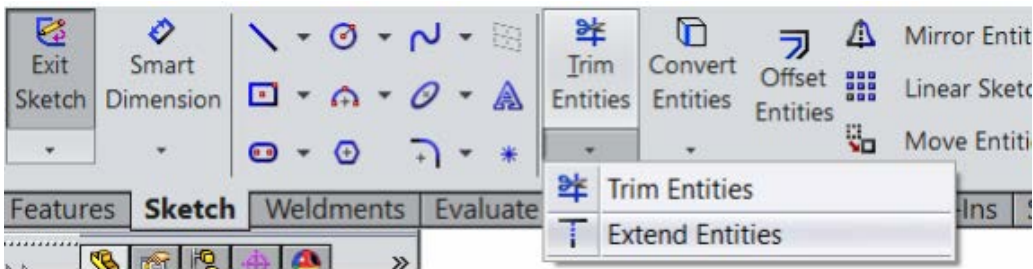 Exit
Sketch
Smart
Dimension
Trim
Entities
Convert
Entities
Offset
Entities
Mirror Entit
Linear Sketc
Move Entiti
Trim Entities
Extend Entities
Features
Sketch
Weldments
Evaluate
-Ins
»